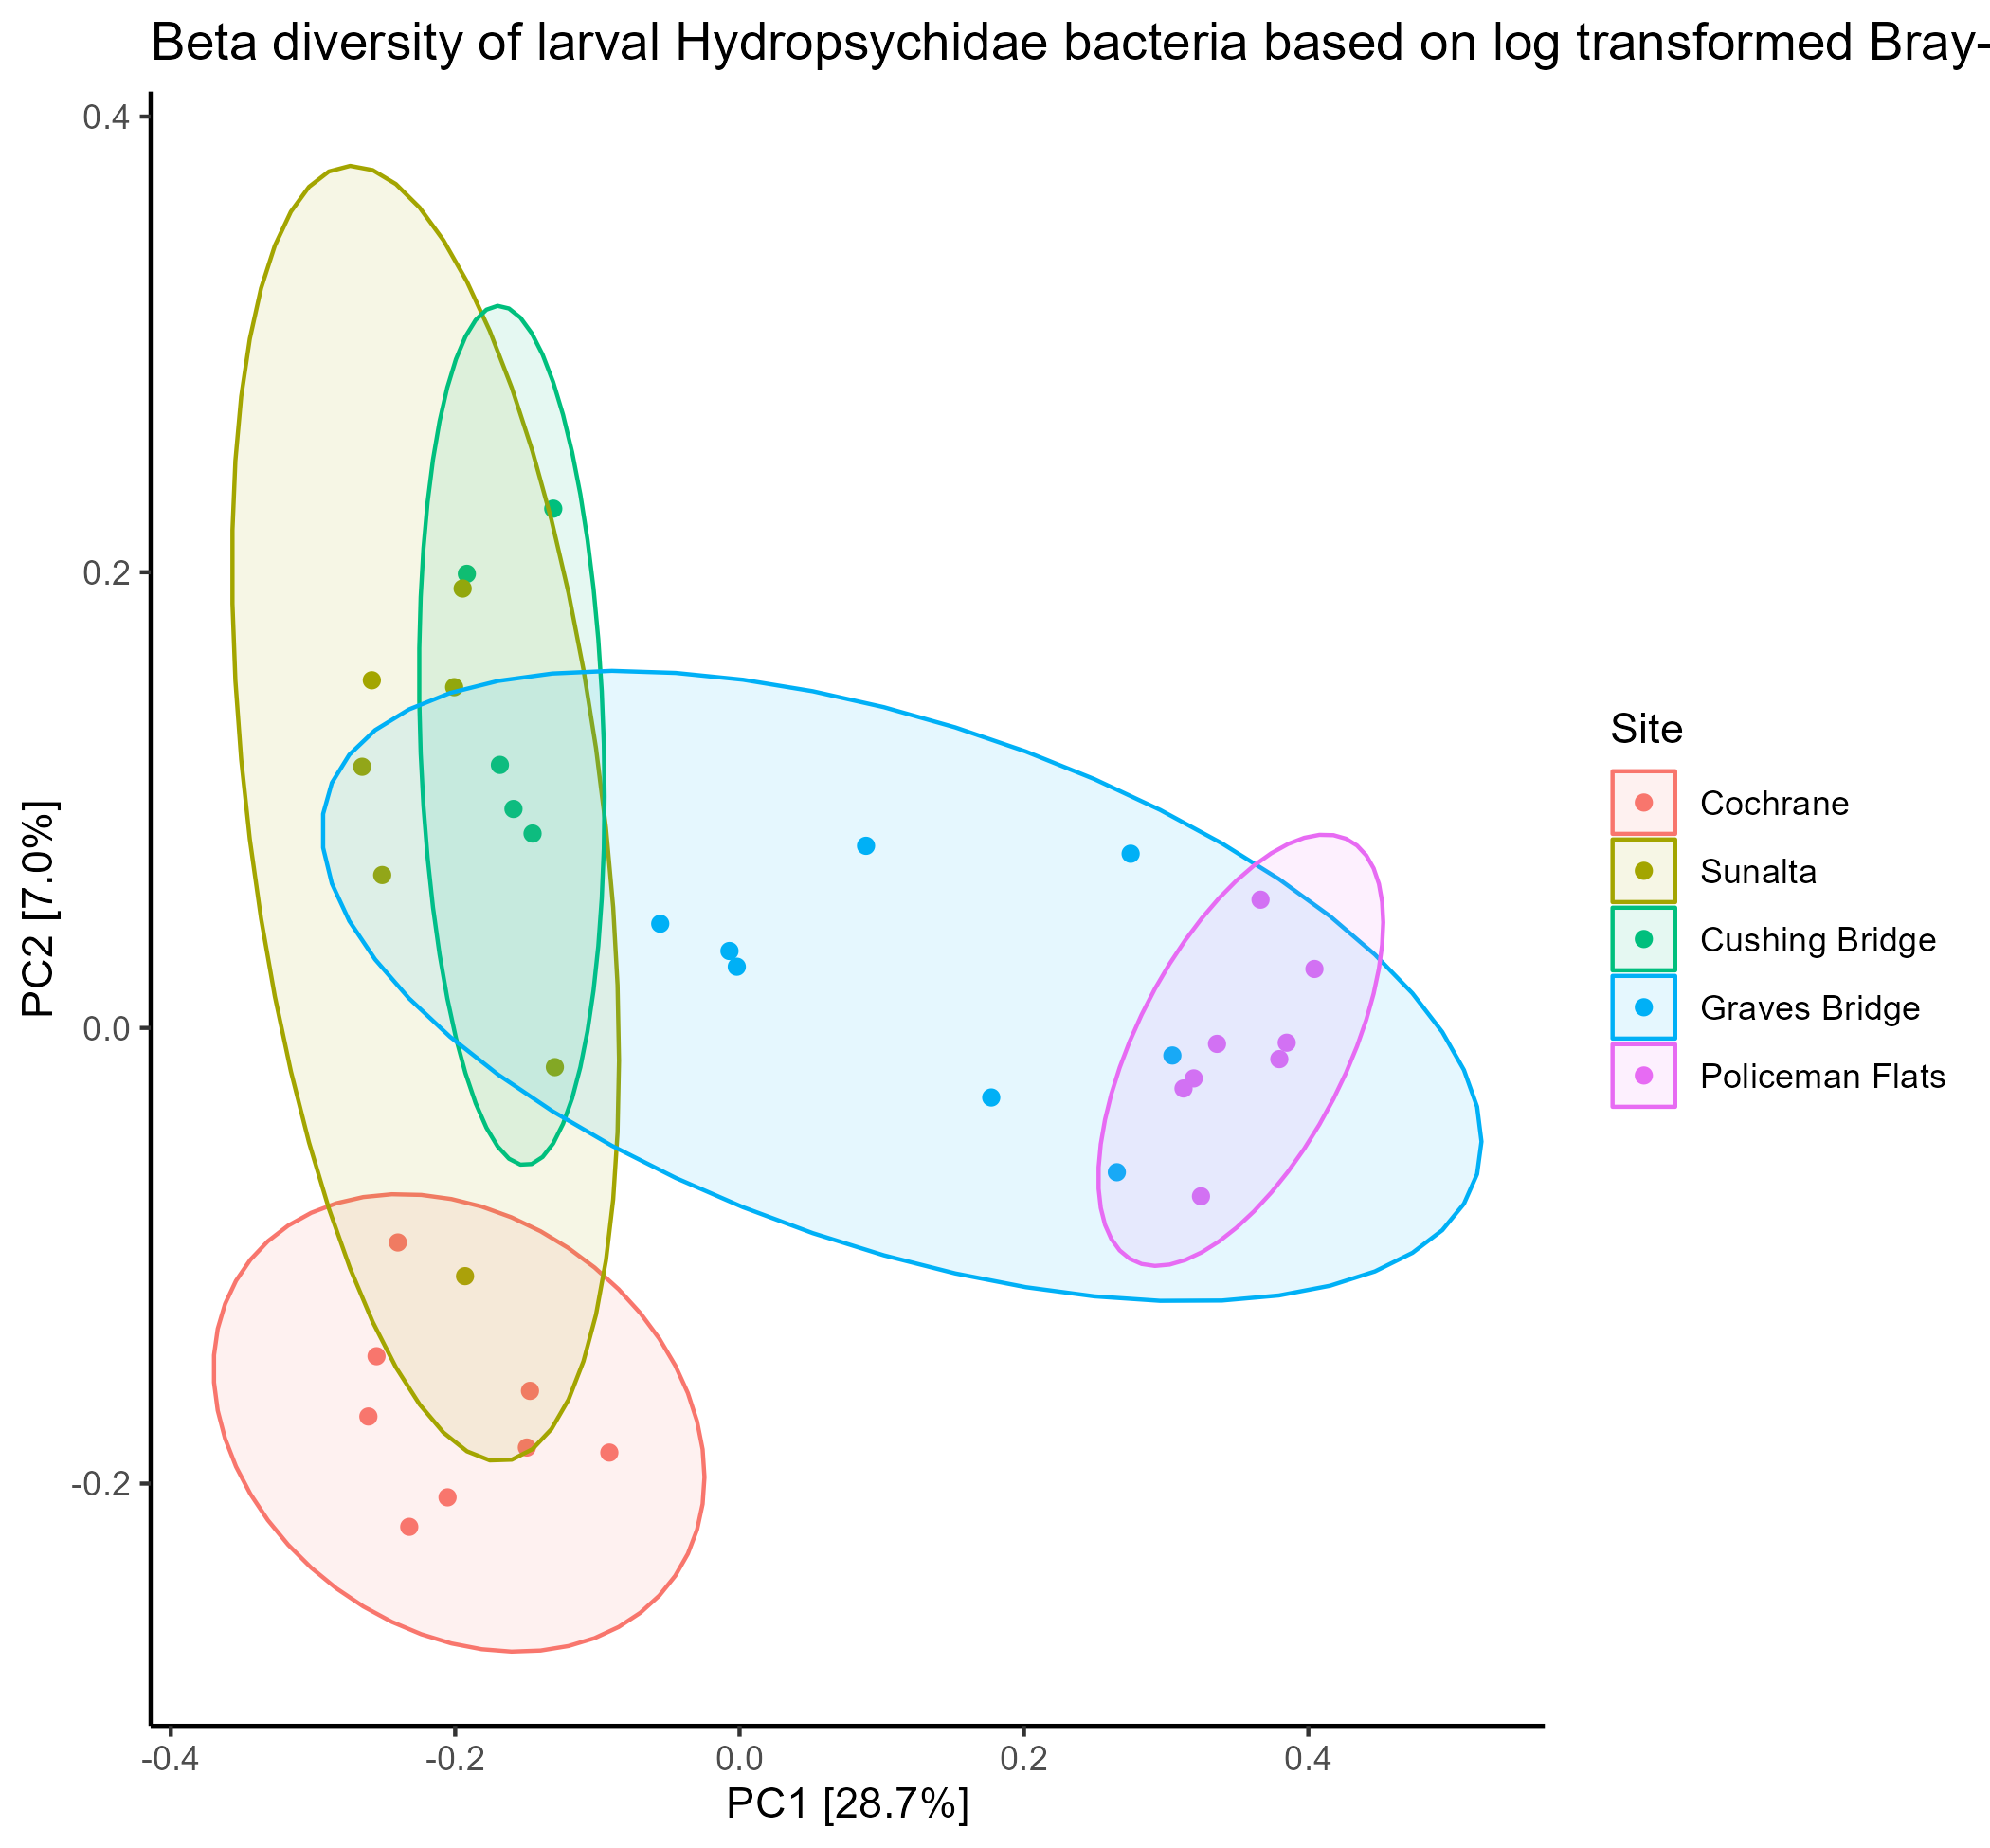 Beta diversity of larval Hydropsychidae bacteria based on log transformed Bray-
0.4
0.2
0.0
-0.2
PC2 [7.0%]
-0.4
-0.2
0.0
0.2
0.4
PC1 [28.7%]
Site
Cochrane
Sunalta
Cushing Bridge
Graves Bridge
Policeman Flats